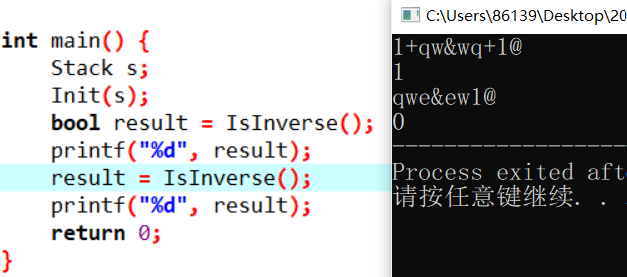 int main() {
    Stack s;
    Init(s);
    bool result = IsInverse();
    printf("%d", result);
    result = IsInverse();
    printf("%d", result);
    return 0;
}
C:\Users\86139\Desktop\20
1+qw&wq+1@
1
qwe&ew1@
0
--------------------
Process exited afte
请按任意键继续. . .